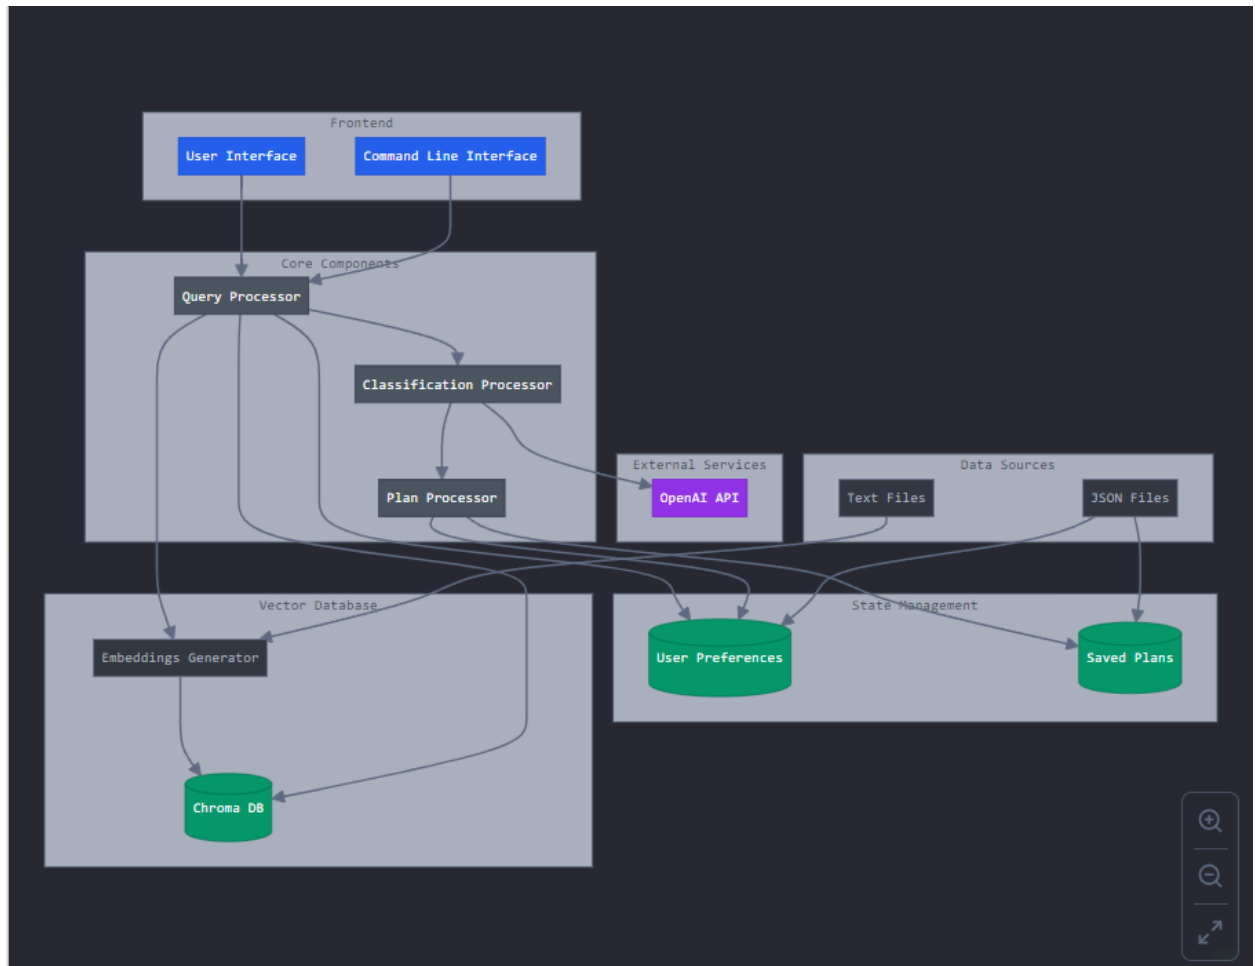 Frontend
User Interface
Command Line Interface
Core Components
Query Processor
Classification Processor
Plan Processor
External Services
OpenAI API
Data Sources
Text Files
JSON Files
Vector Database
Embeddings Generator
Chroma DB
State Management
User Preferences
Saved Plans